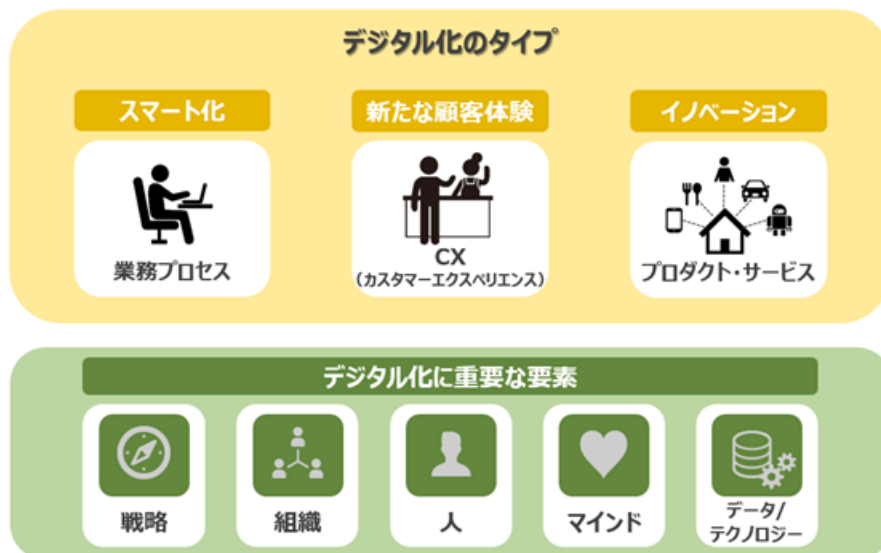 デジタル化のタイプ
スマート化
新たな顧客体験
イノベーション
業務プロセス
CX
（カスタマーエクスペリエンス）
プロダクト・サービス
デジタル化に重要な要素
戦略
組織
人
マインド
データ/
テクノロジー